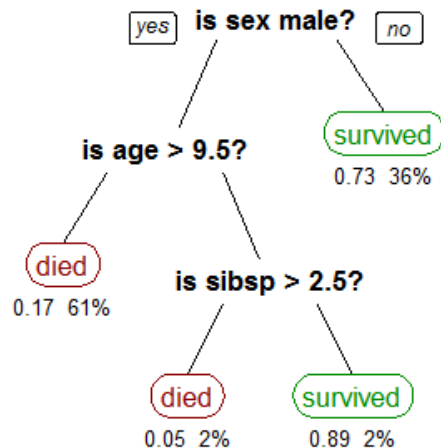 yes is sex male? no
survived
0.73 36%
is age > 9.5?
died
0.17 61%
is sibsp > 2.5?
died survived
0.05 2% 0.89 2%